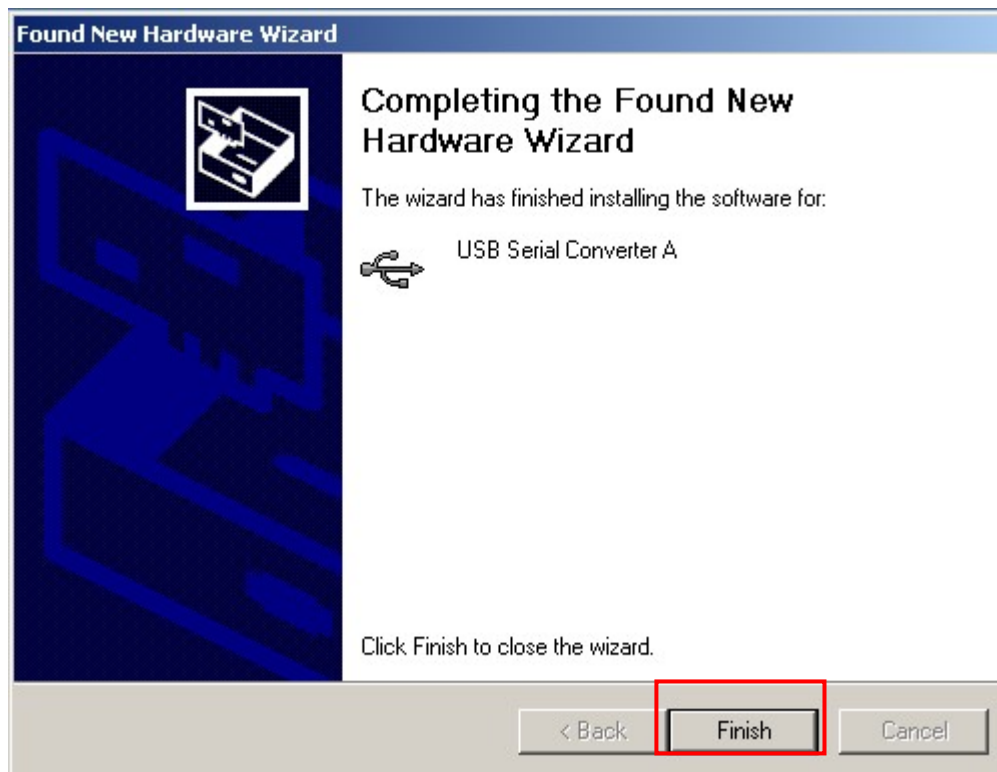 Found New Hardware Wizard
Completing the Found New
Hardware Wizard
The wizard has finished installing the software for:
USB Serial Converter A
Click Finish to close the wizard.
< Back
Finish
Cancel